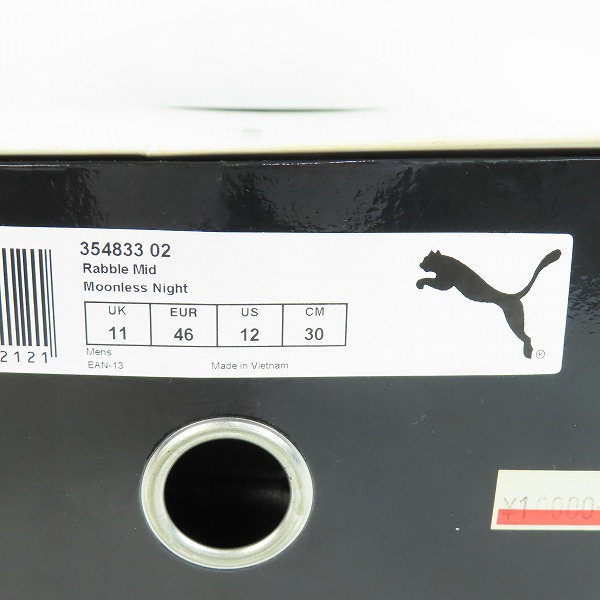 354833 02
Rabble Mid
Moonless Night
UK EUR US CM
11 46 12 30
2121
Mens
EAN-13 Made in Vietnam
®
¥10000-